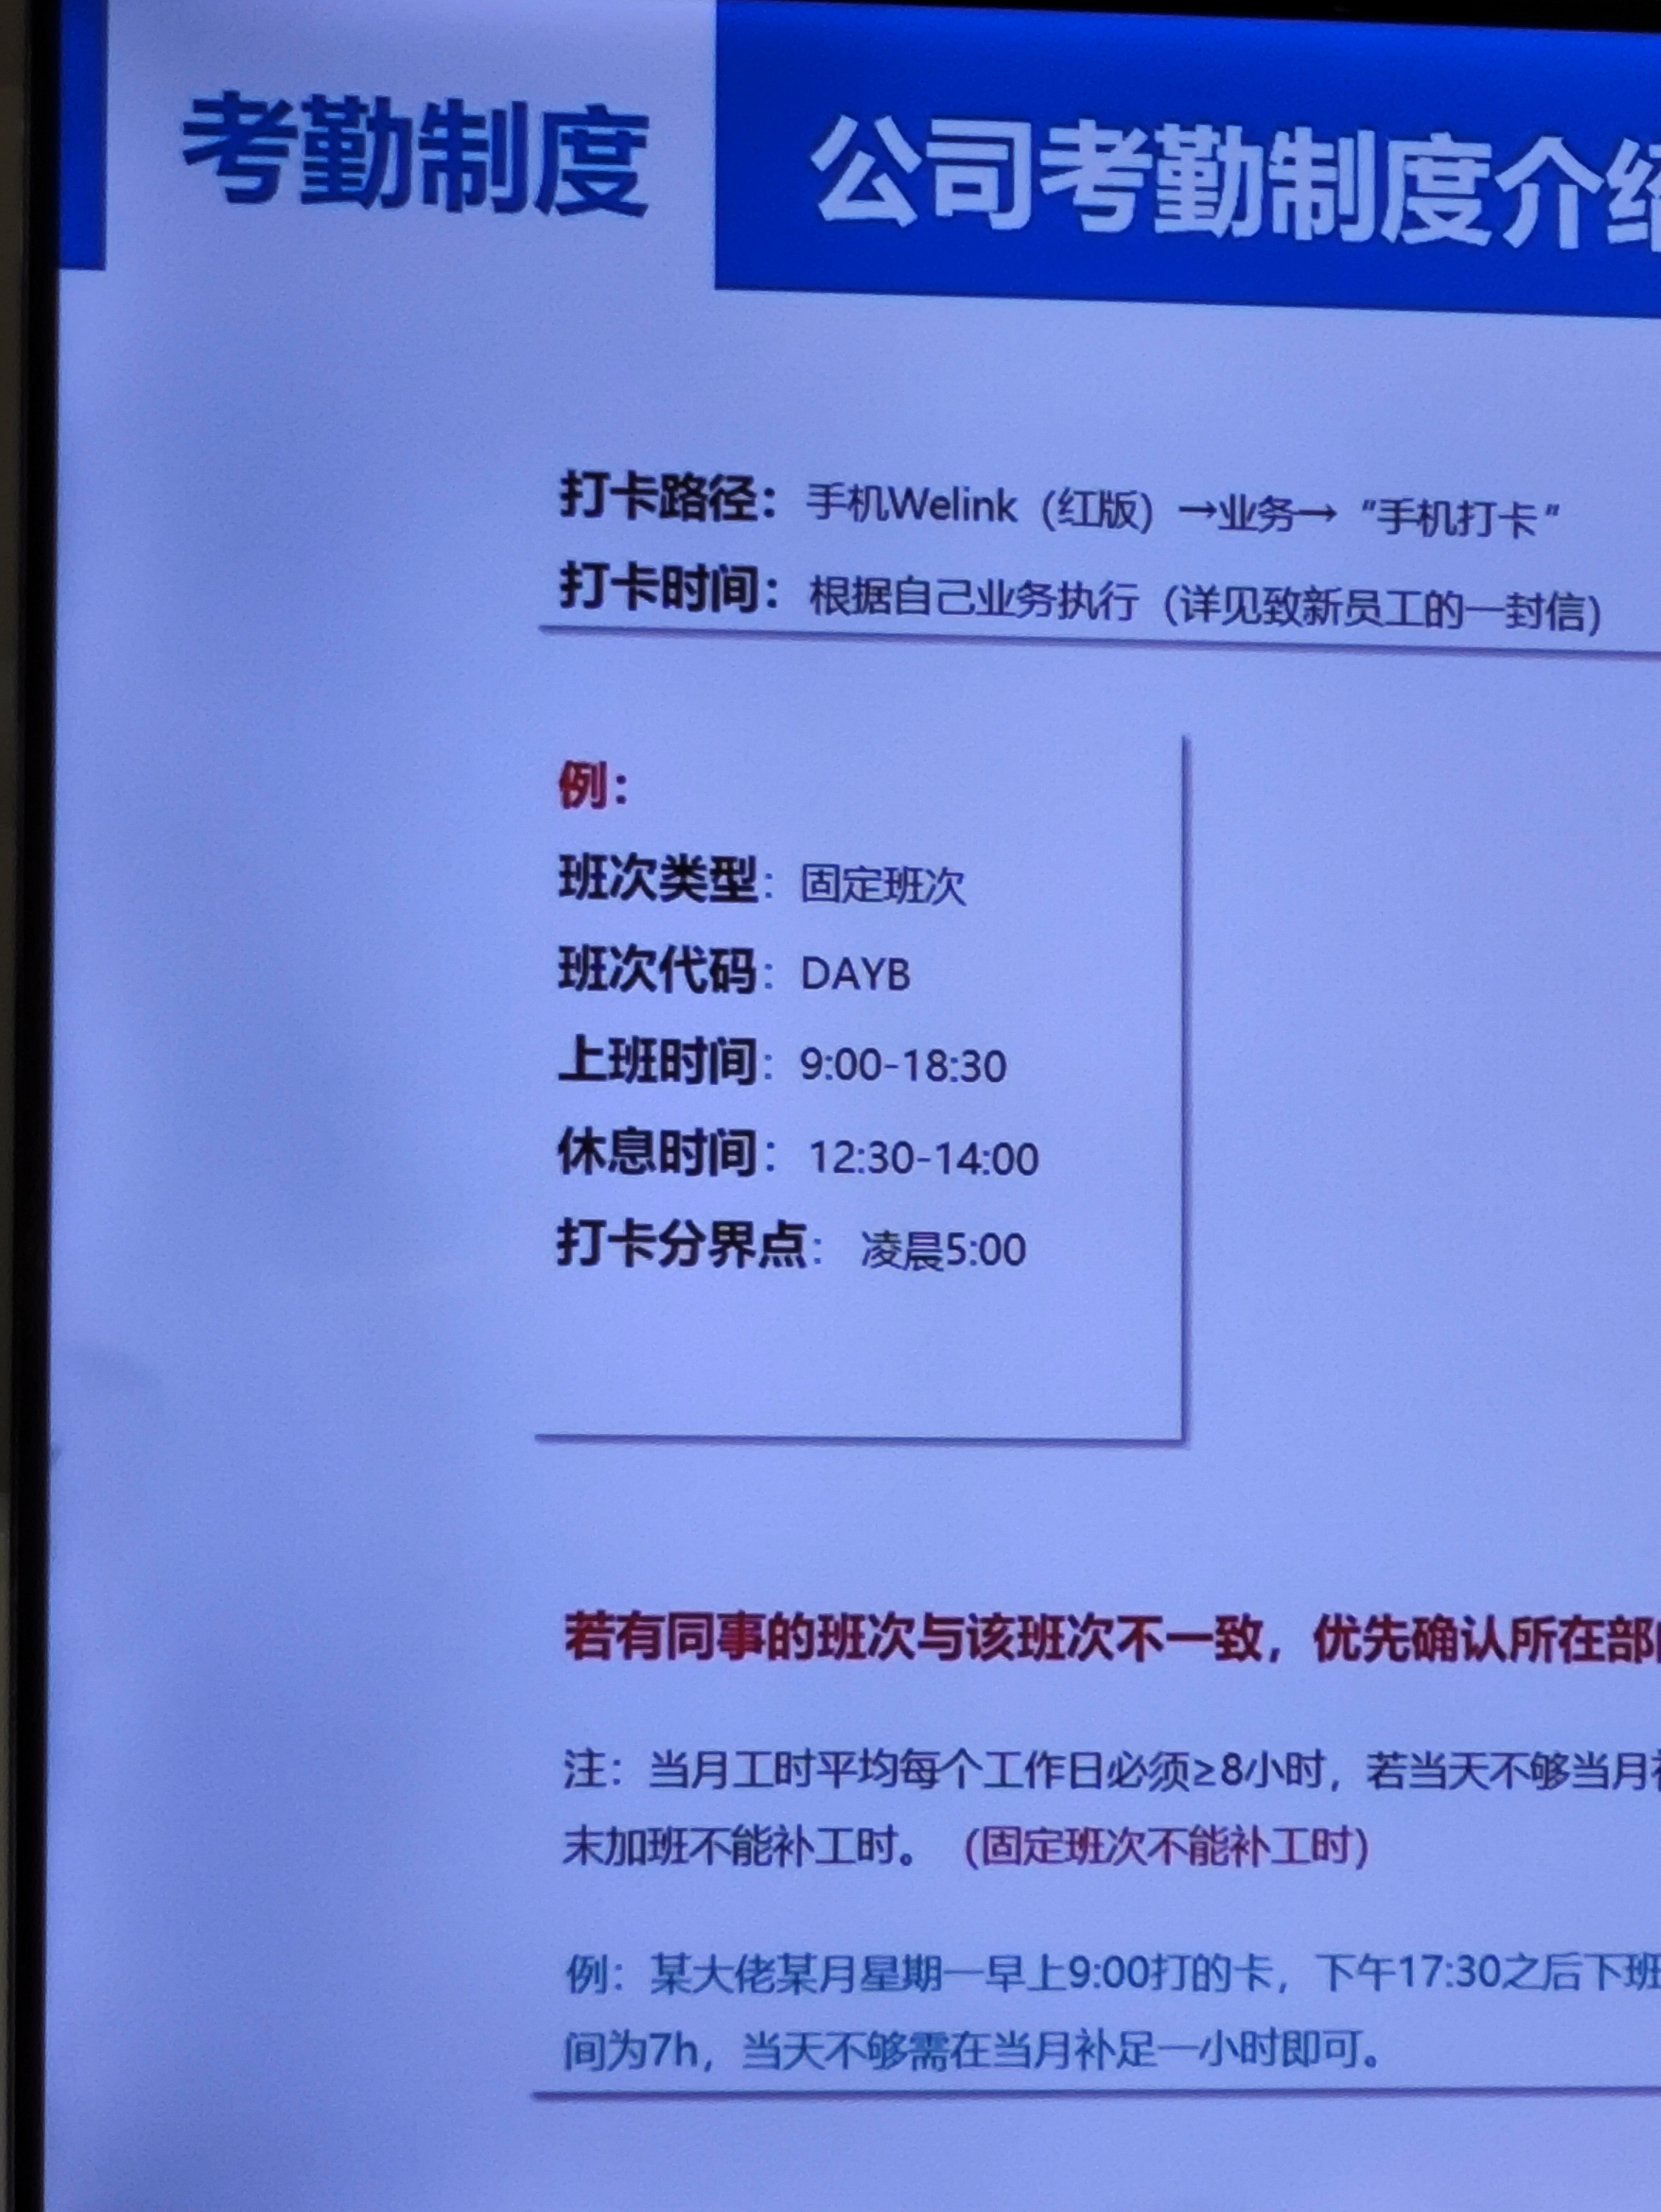 考勤制度
公司考勤制度介绍
打卡路径：手机Welink（红版）→业务→“手机打卡”
打卡时间：根据自己业务执行（详见致新员工的一封信）
例：
班次类型：固定班次
班次代码：DAYB
上班时间：9:00-18:30
休息时间：12:30-14:00
打卡分界点：凌晨5:00
若有同事的班次与该班次不一致，优先确认所在部
注：当月工时平均每个工作日必须≥8小时，若当天不够当月
末加班不能补工时。（固定班次不能补工时）
例：某大佬某月星期一早上9:00打的卡，下午17:30之后下班
间为7h，当天不够需在当月补足一小时即可。